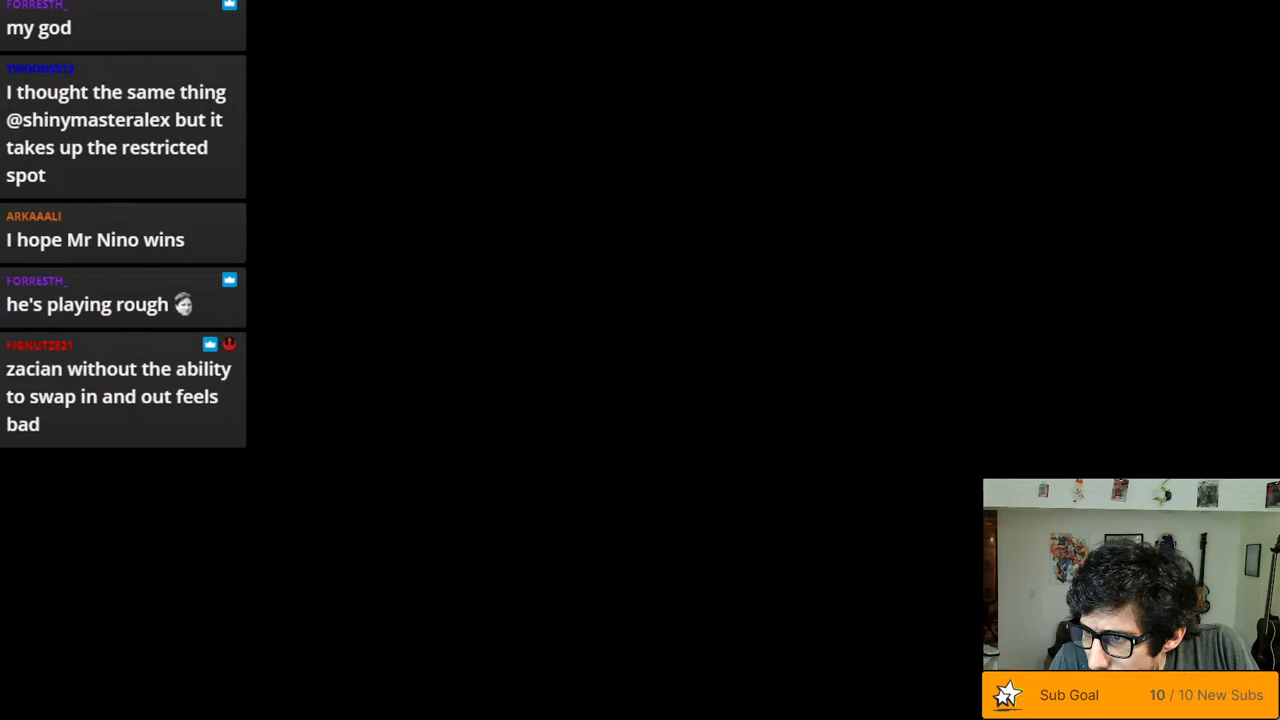 FORRESTH_
my god
TWOODS512
I thought the same thing
@shinymasteralex but it
takes up the restricted
spot
ARKAAALI
I hope Mr Nino wins
FORRESTH_
he's playing rough
FIGNUTZ821
zacian without the ability
to swap in and out feels
bad
Sub Goal
10 / 10 New Subs